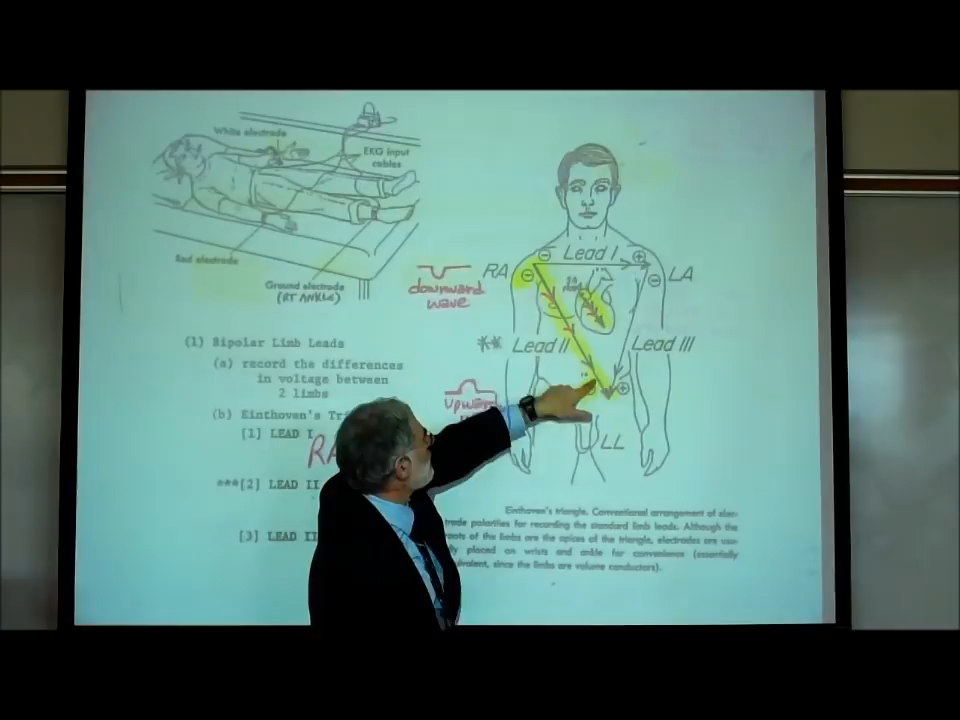 White electrode
EKG input
cables
Red electrode
Ground electrode
(RT ANKLE)
downward
wave
RA
Lead I
LA
** Lead II
Lead III
Upward
LL
(1) Bipolar Limb Leads
(a) record the differences
in voltage between
2 limbs
(b) Einthoven's
[1] LEAD I
RA
***[2] LEAD II
[3] LEAD II
Einthoven's triangle. Conventional arrangement of elec-
trode polarities for recording the standard limb leads. Although the
roots of the limbs are the apices of the triangle, electrodes are usu-
ly placed on wrists and ankle for convenience (essentially
since the limbs are volume conductors).